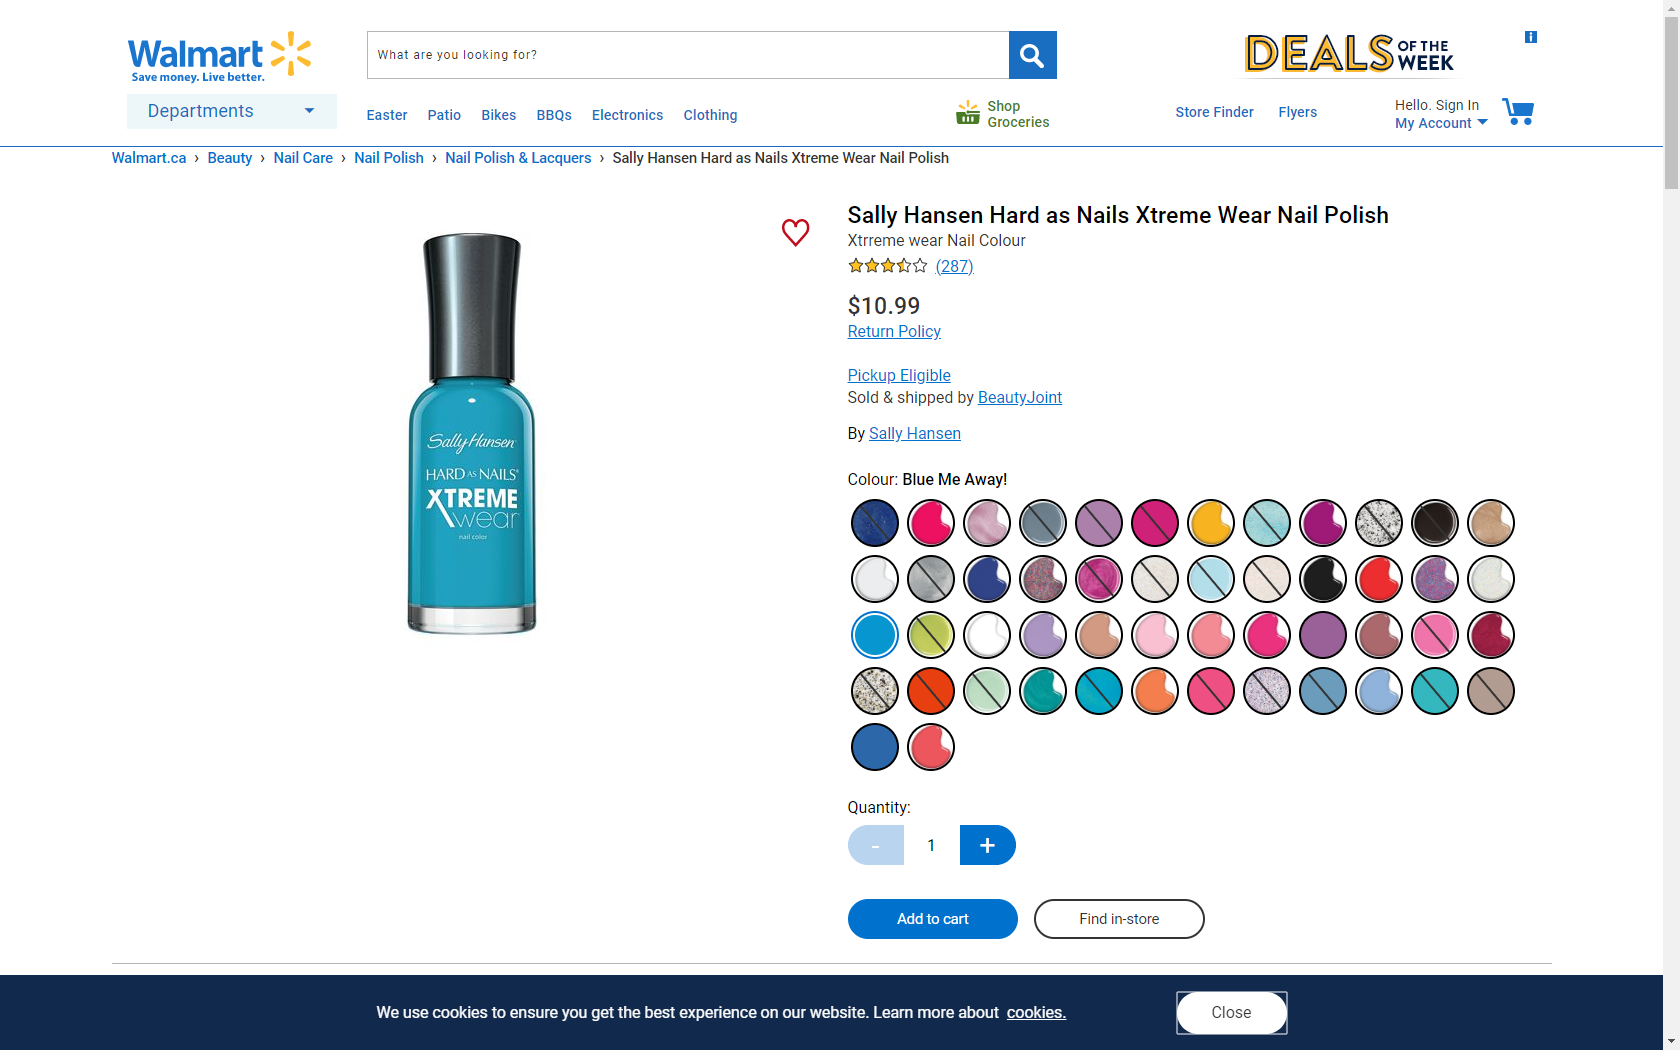 Walmart
Save money. Live better.
What are you looking for?
DEALS OF THE WEEK
Departments
Easter
Patio
Bikes
BBQs
Electronics
Clothing
Shop
Groceries
Store Finder
Flyers
Hello. Sign In
My Account
Walmart.ca › Beauty › Nail Care › Nail Polish › Nail Polish & Lacquers › Sally Hansen Hard as Nails Xtreme Wear Nail Polish
Sally Hansen
HARD AS NAILS®
XTREME
wear
nail color
Sally Hansen Hard as Nails Xtreme Wear Nail Polish
Xtrreme wear Nail Colour
(287)
$10.99
Return Policy
Pickup Eligible
Sold & shipped by BeautyJoint
By Sally Hansen
Colour: Blue Me Away!
Quantity:
- 1 +
Add to cart
Find in-store
We use cookies to ensure you get the best experience on our website. Learn more about cookies.
Close